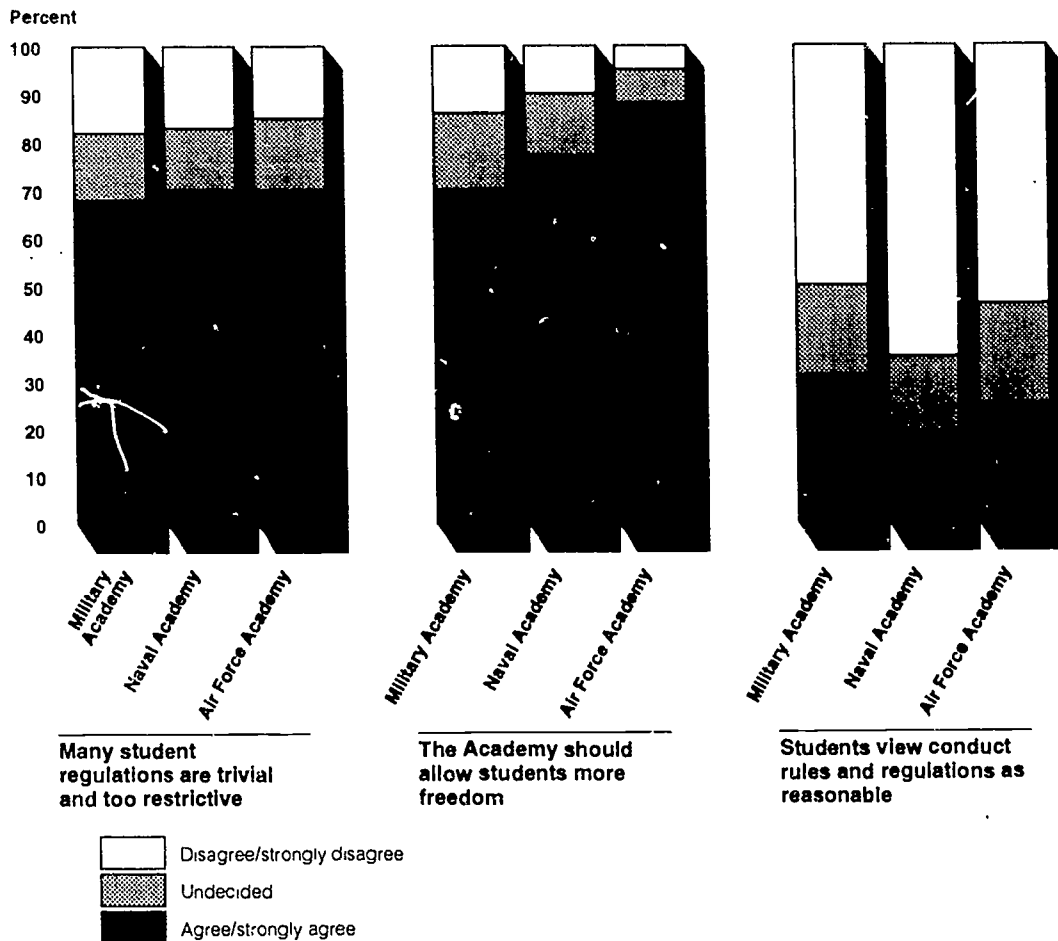 Percent
100
90
80
70
60
50
40
30
20
10
0
Military
Academy
Naval Academy
Air Force Academy
Military Academy
Naval Academy
Air Force Academy
Military Academy
Naval Academy
Air Force Academy
Many student
regulations are trivial
and too restrictive
The Academy should
allow students more
freedom
Students view conduct
rules and regulations as
reasonable
Disagree/strongly disagree
Undecided
Agree/strongly agree